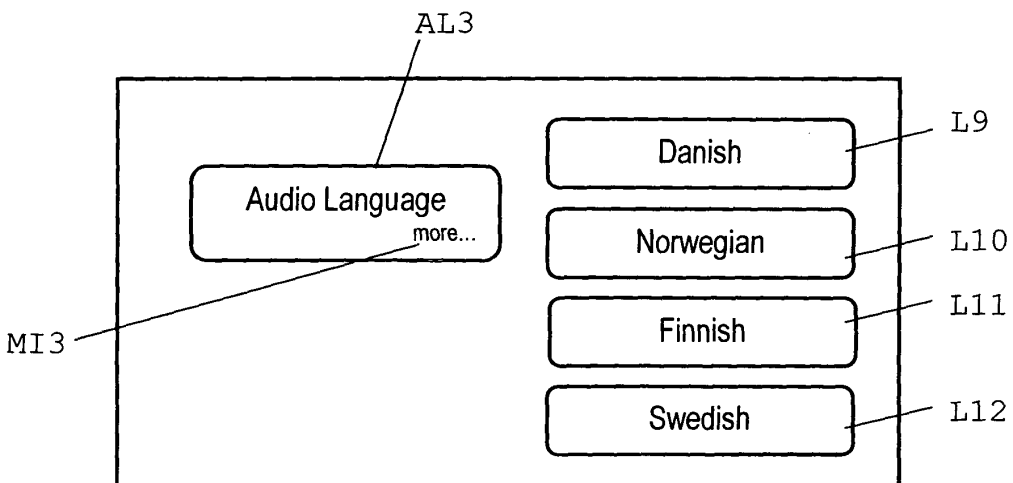 AL3
Danish
L9
Audio Language
more...
Norwegian
L10
MI3
Finnish
L11
Swedish
L12